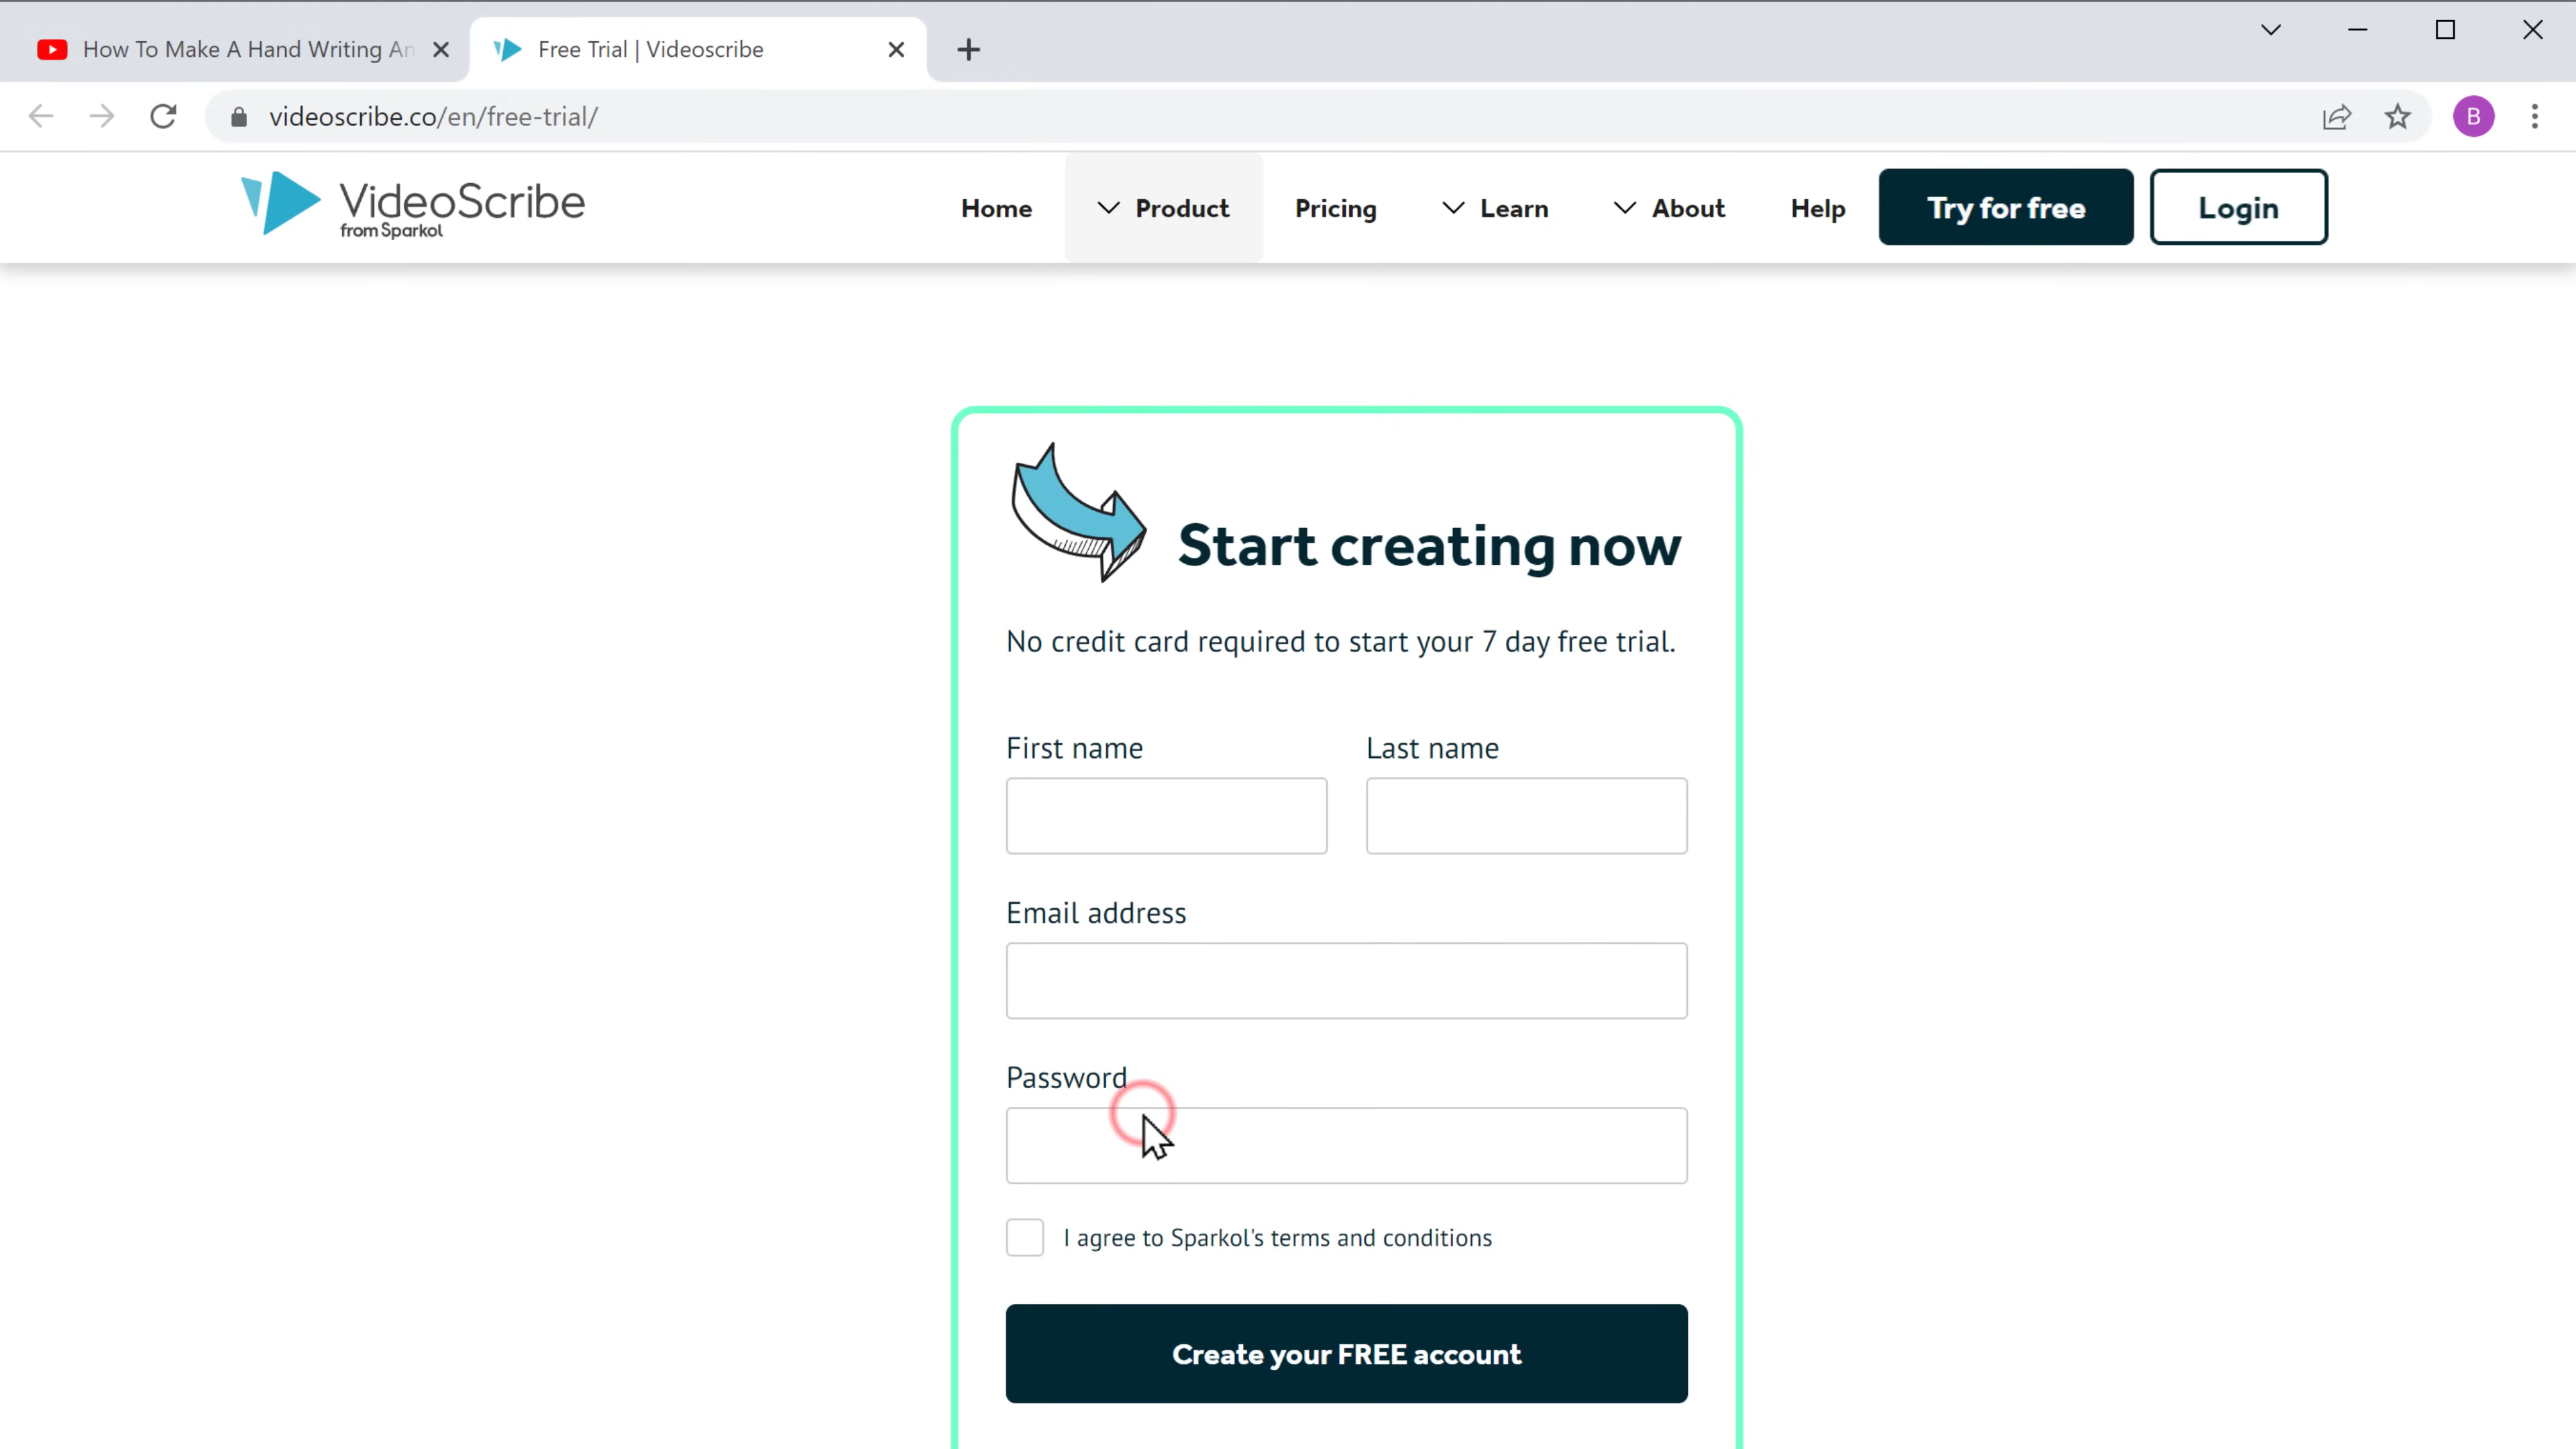 How To Make A Hand Writing An
Free Trial | Videoscribe
videoscribe.co/en/free-trial/
B
VideoScribe
from Sparkol
Home
Product
Pricing
Learn
About
Help
Try for free
Login
Start creating now
No credit card required to start your 7 day free trial.
First name
Last name
Email address
Password
I agree to Sparkol's terms and conditions
Create your FREE account